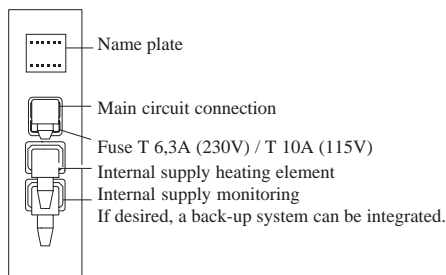 Name plate
Main circuit connection
Fuse T 6,3A (230V) / T 10A (115V)
Internal supply heating element
Internal supply monitoring
If desired, a back-up system can be integrated.